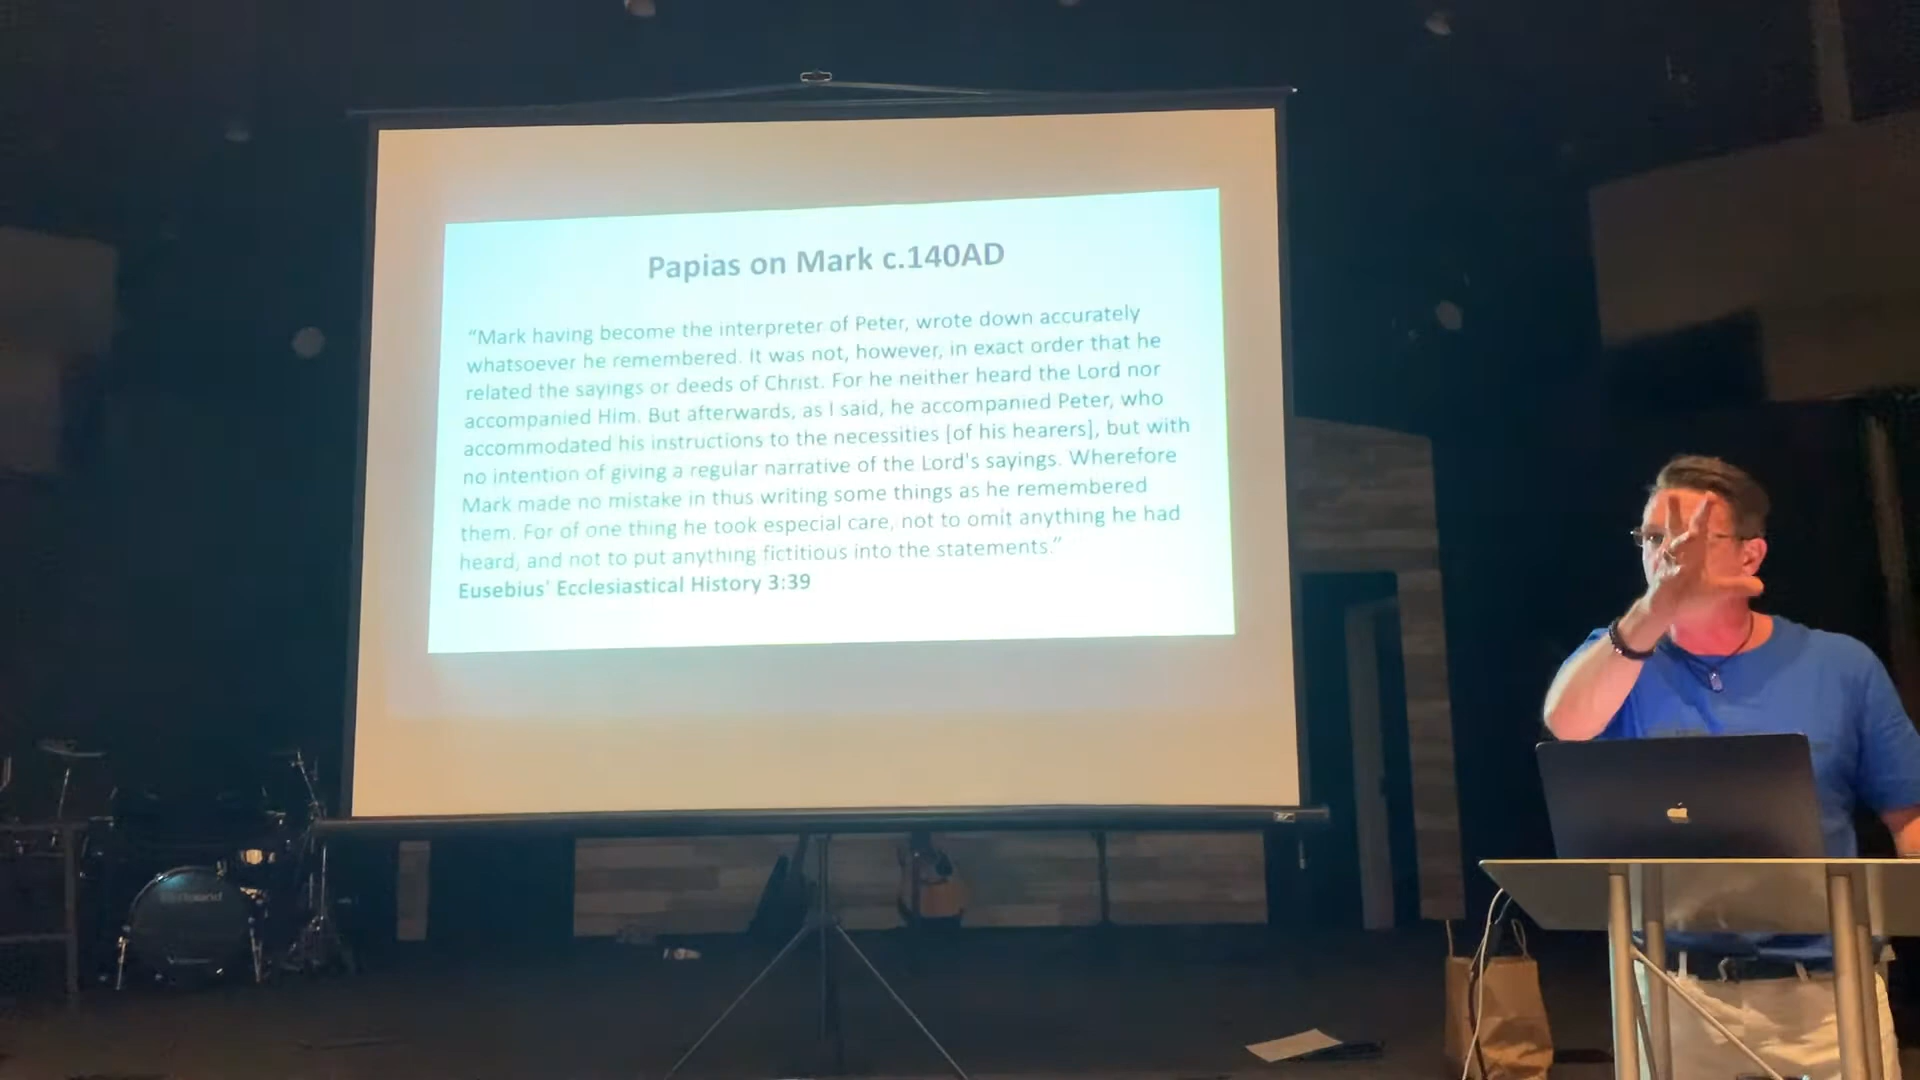 Papias on Mark c.140AD
“Mark having become the interpreter of Peter, wrote down accurately
whatsoever he remembered. It was not, however, in exact order that he
related the sayings or deeds of Christ. For he neither heard the Lord nor
accompanied Him. But afterwards, as I said, he accompanied Peter, who
accommodated his instructions to the necessities [of his hearers], but with
no intention of giving a regular narrative of the Lord's sayings. Wherefore
Mark made no mistake in thus writing some things as he remembered
them. For of one thing he took especial care, not to omit anything he had
heard, and not to put anything fictitious into the statements.”
Eusebius' Ecclesiastical History 3:39
Roland